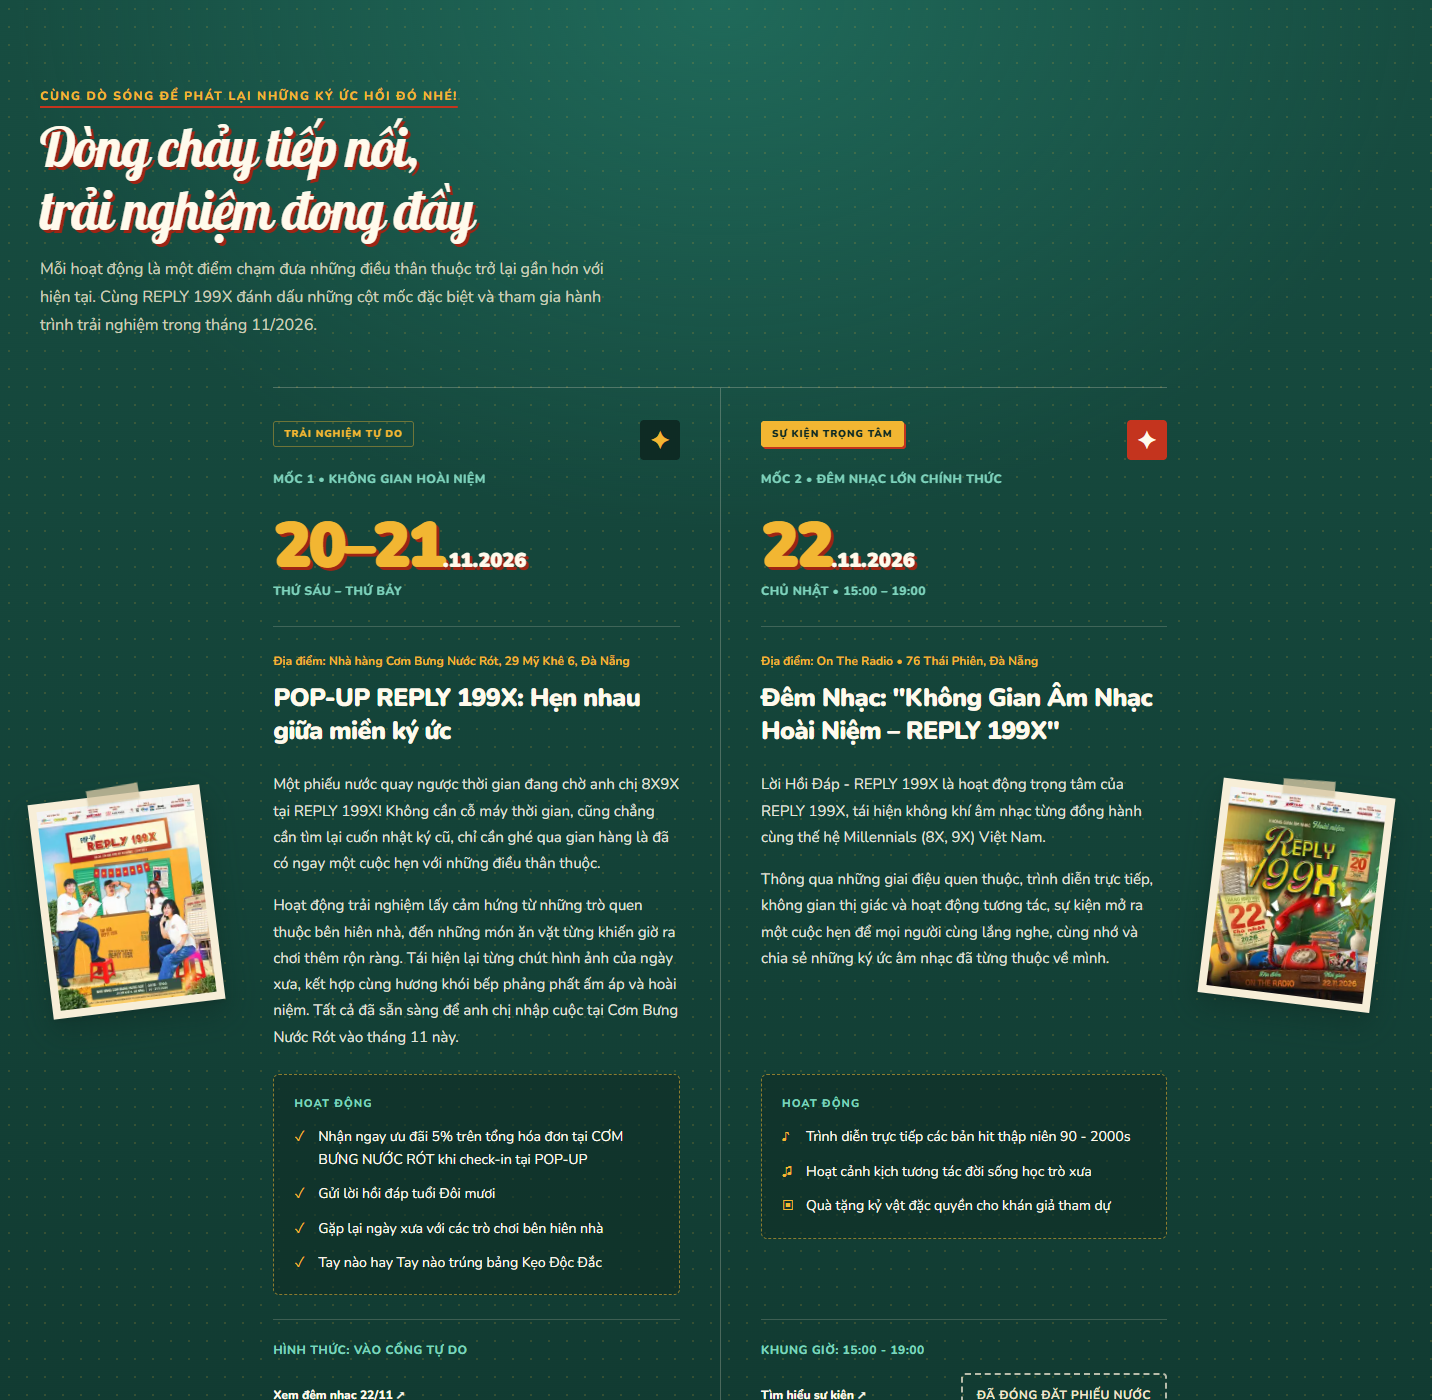 CÙNG DÒ SÓNG ĐỂ PHÁT LẠI NHỮNG KÝ ỨC HỒI ĐÓ NHÉ!
Dòng chảy tiếp nối,
trải nghiệm đong đầy
Mỗi hoạt động là một điểm chạm đưa những điều thân thuộc trở lại gần hơn với
hiện tại. Cùng REPLY 199X đánh dấu những cột mốc đặc biệt và tham gia hành
trình trải nghiệm trong tháng 11/2026.
TRẢI NGHIỆM TỰ DO
MỐC 1 • KHÔNG GIAN HOÀI NIỆM
20–21.11.2026
THỨ SÁU – THỨ BẢY
Địa điểm: Nhà hàng Cơm Bưng Nước Rót, 29 Mỹ Khê 6, Đà Nẵng
POP-UP REPLY 199X: Hẹn nhau
giữa miền ký ức
Một phiếu nước quay ngược thời gian đang chờ anh chị 8X9X
tại REPLY 199X! Không cần cỗ máy thời gian, cũng chẳng
cần tìm lại cuốn nhật ký cũ, chỉ cần ghé qua gian hàng là đã
có ngay một cuộc hẹn với những điều thân thuộc.
Hoạt động trải nghiệm lấy cảm hứng từ những trò quen
thuộc bên hiên nhà, đến những món ăn vặt từng khiến giờ ra
chơi thêm rộn ràng. Tái hiện lại từng chút hình ảnh của ngày
xưa, kết hợp cùng hương khói bếp phảng phất ấm áp và hoài
niệm. Tất cả đã sẵn sàng để anh chị nhập cuộc tại Cơm Bưng
Nước Rót vào tháng 11 này.
HOẠT ĐỘNG
✓ Nhận ngay ưu đãi 5% trên tổng hóa đơn tại CƠM
BƯNG NƯỚC RÓT khi check-in tại POP-UP
✓ Gửi lời hồi đáp tuổi Đôi mươi
✓ Gặp lại ngày xưa với các trò chơi bên hiên nhà
✓ Tay nào hay Tay nào trúng bảng Kẹo Độc Đắc
HÌNH THỨC: VÀO CỔNG TỰ DO
Xem đêm nhạc 22/11 ↗
SỰ KIỆN TRỌNG TÂM
MỐC 2 • ĐÊM NHẠC LỚN CHÍNH THỨC
22.11.2026
CHỦ NHẬT • 15:00 – 19:00
Địa điểm: On The Radio • 76 Thái Phiên, Đà Nẵng
Đêm Nhạc: "Không Gian Âm Nhạc
Hoài Niệm – REPLY 199X"
Lời Hồi Đáp - REPLY 199X là hoạt động trọng tâm của
REPLY 199X, tái hiện không khí âm nhạc từng đồng hành
cùng thế hệ Millennials (8X, 9X) Việt Nam.
Thông qua những giai điệu quen thuộc, trình diễn trực tiếp,
không gian thị giác và hoạt động tương tác, sự kiện mở ra
một cuộc hẹn để mọi người cùng lắng nghe, cùng nhớ và
chia sẻ những ký ức âm nhạc đã từng thuộc về mình.
HOẠT ĐỘNG
♪ Trình diễn trực tiếp các bản hit thập niên 90 - 2000s
♫ Hoạt cảnh kịch tương tác đời sống học trò xưa
▣ Quà tặng kỷ vật đặc quyền cho khán giả tham dự
KHUNG GIỜ: 15:00 - 19:00
Tìm hiểu sự kiện ↗
ĐÃ ĐÓNG ĐẶT PHIẾU NƯỚC
POP-UP
REPLY 199X
Hoài niệm
REPLY
199X
20
22
2026
ON THE RADIO
22.11.2026